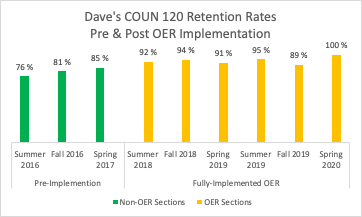 Dave's COUN 120 Retention Rates
Pre & Post OER Implementation
76 %
81 %
85 %
92 %
94 %
91 %
95 %
89 %
100 %
Summer 2016
Fall 2016
Spring 2017
Summer 2018
Fall 2018
Spring 2019
Summer 2019
Fall 2019
Spring 2020
Pre-Implemention
Fully-Implemented OER
Non-OER Sections
OER Sections